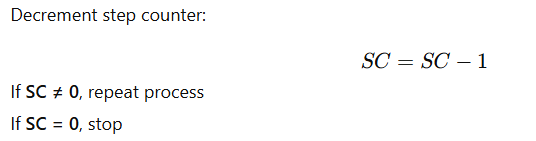 Decrement step counter:
SC = SC − 1
If SC ≠ 0, repeat process
If SC = 0, stop